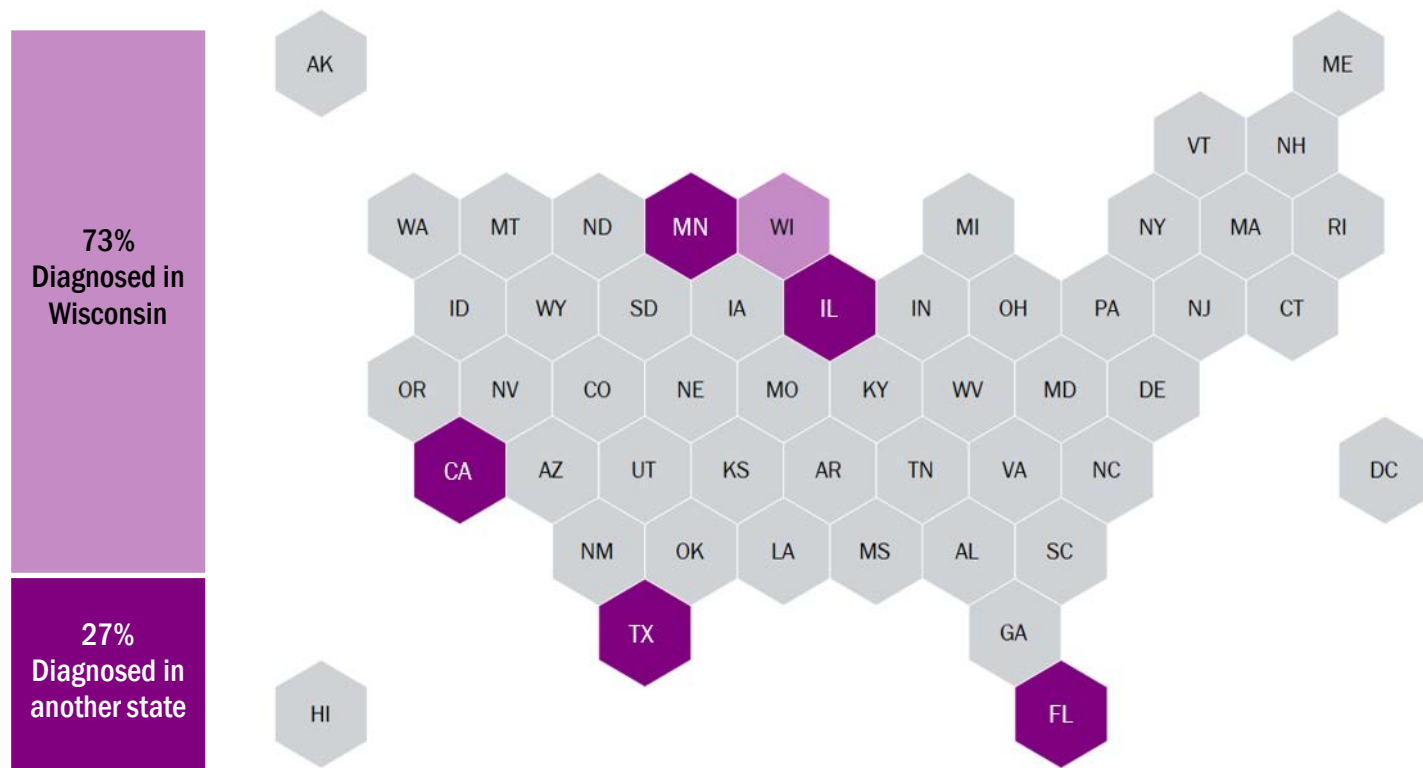 73%
Diagnosed in
Wisconsin
27%
Diagnosed in
another state
AK
ME
VT NH
WA MT ND MN WI MI NY MA RI
ID WY SD IA IL IN OH PA NJ CT
OR NV CO NE MO KY WV MD DE
CA AZ UT KS AR TN VA NC DC
NM OK LA MS AL SC
TX GA
HI FL